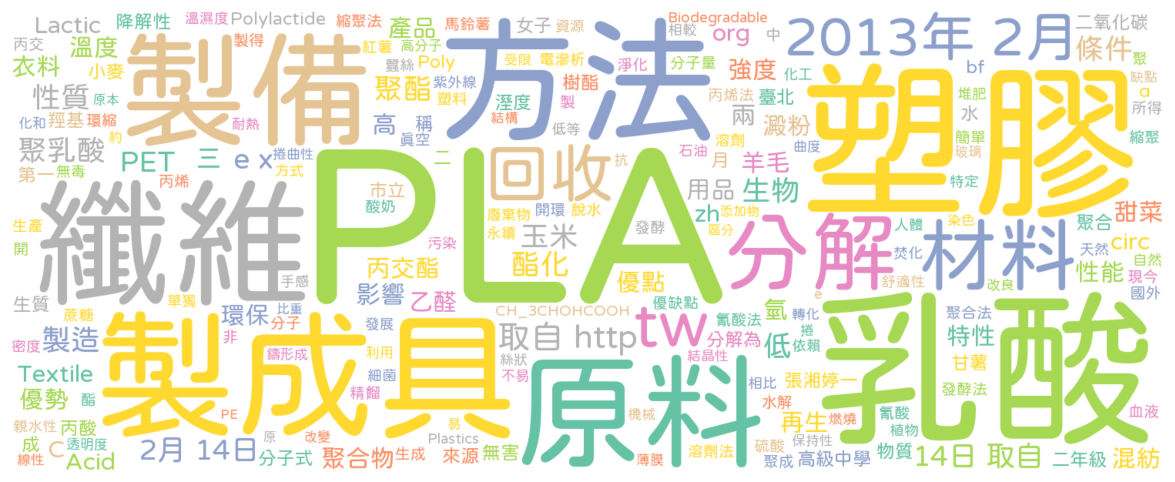 Lactic 降解性 溫濕度 Polylactide 縮聚法 產品 馬鈴薯 女子 資源 Biodegradable 相較 中 2013年 2月 二氧化碳
丙交 溫度 製得 紅薯 高分子 受限 電滲析 淨化 org 分子量 條件
衣料 小麥 製備 蠶絲 Poly 方法 樹酯 丙烯法 強度 化工 bf 聚 缺點
性質 原本 聚酯 紫外線 塑料 溼度 製 臺北 塑膠 堆肥 a 所得
化和 羥基 環縮 耐熱 高 稱 真空 結構 低等 溶劑 兩 澱粉 水 簡單 縮聚
聚乳酸 約 PET 三 e x 捲曲性 二 石油 月 羊毛 曲度 玻璃
第一 無毒 丙烯 方式 市立 PLA 回收 抗 用品 生物 特定
纖維 酸奶 廢棄物 開環 脫水 zh 添加物 人體 染色 聚合 甜菜
生產 永續 玉米 發酵 區分 分解 材料 天然 circ
開 污染 酯化 焚化 性能 自然
手感 丙交酯 優點 舒適性 改良 現今
生質 蔗糖 單獨 環保 比重 影響 乙醛 優缺點 氫 轉化 e 國外
密度 製造 非 分子 發展 CH_3CHOHCOOH tw 氰酸法 捲 聚合法
製成具 鑄形成 利用 取自 http 分解為 低 依賴 特性
Textile 精餾 細菌 絲狀 不易 結晶性 原料 相比 張湘婷一 甘薯 乳酸
優勢 酯 PE 易 機械 水解 再生 燃燒 發酵法 氰酸 血液
親水性 丙酸 改變 Plastics 植物
成 透明度 2月 14日 原 溶劑法 硫酸 保持性 物質 14日 取自
線性 C Acid 分子式 聚合物 生成 來源 無害 薄膜 聚成 高級中學 二年級 混紡